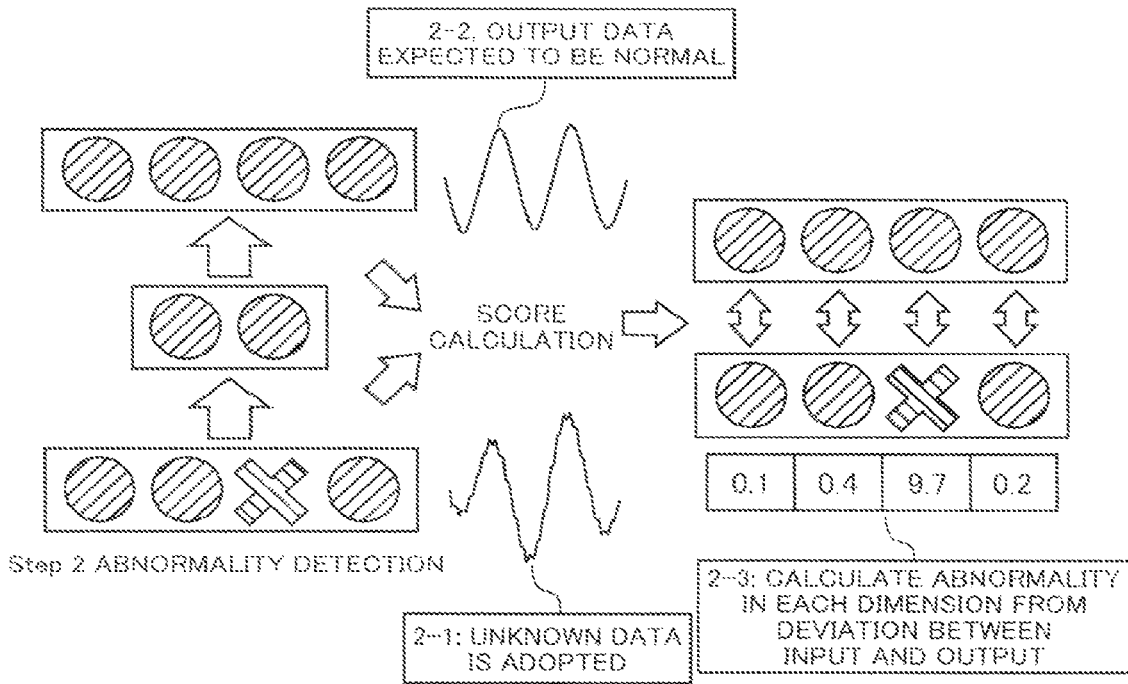 2-2, OUTPUT DATA
EXPECTED TO BE NORMAL
SCORE
CALCULATION
0.1 0.4 9.7 0.2
Step 2 ABNORMALITY DETECTION
2-1: UNKNOWN DATA
IS ADOPTED
2-3: CALCULATE ABNORMALITY
IN EACH DIMENSION FROM
DEVIATION BETWEEN
INPUT AND OUTPUT